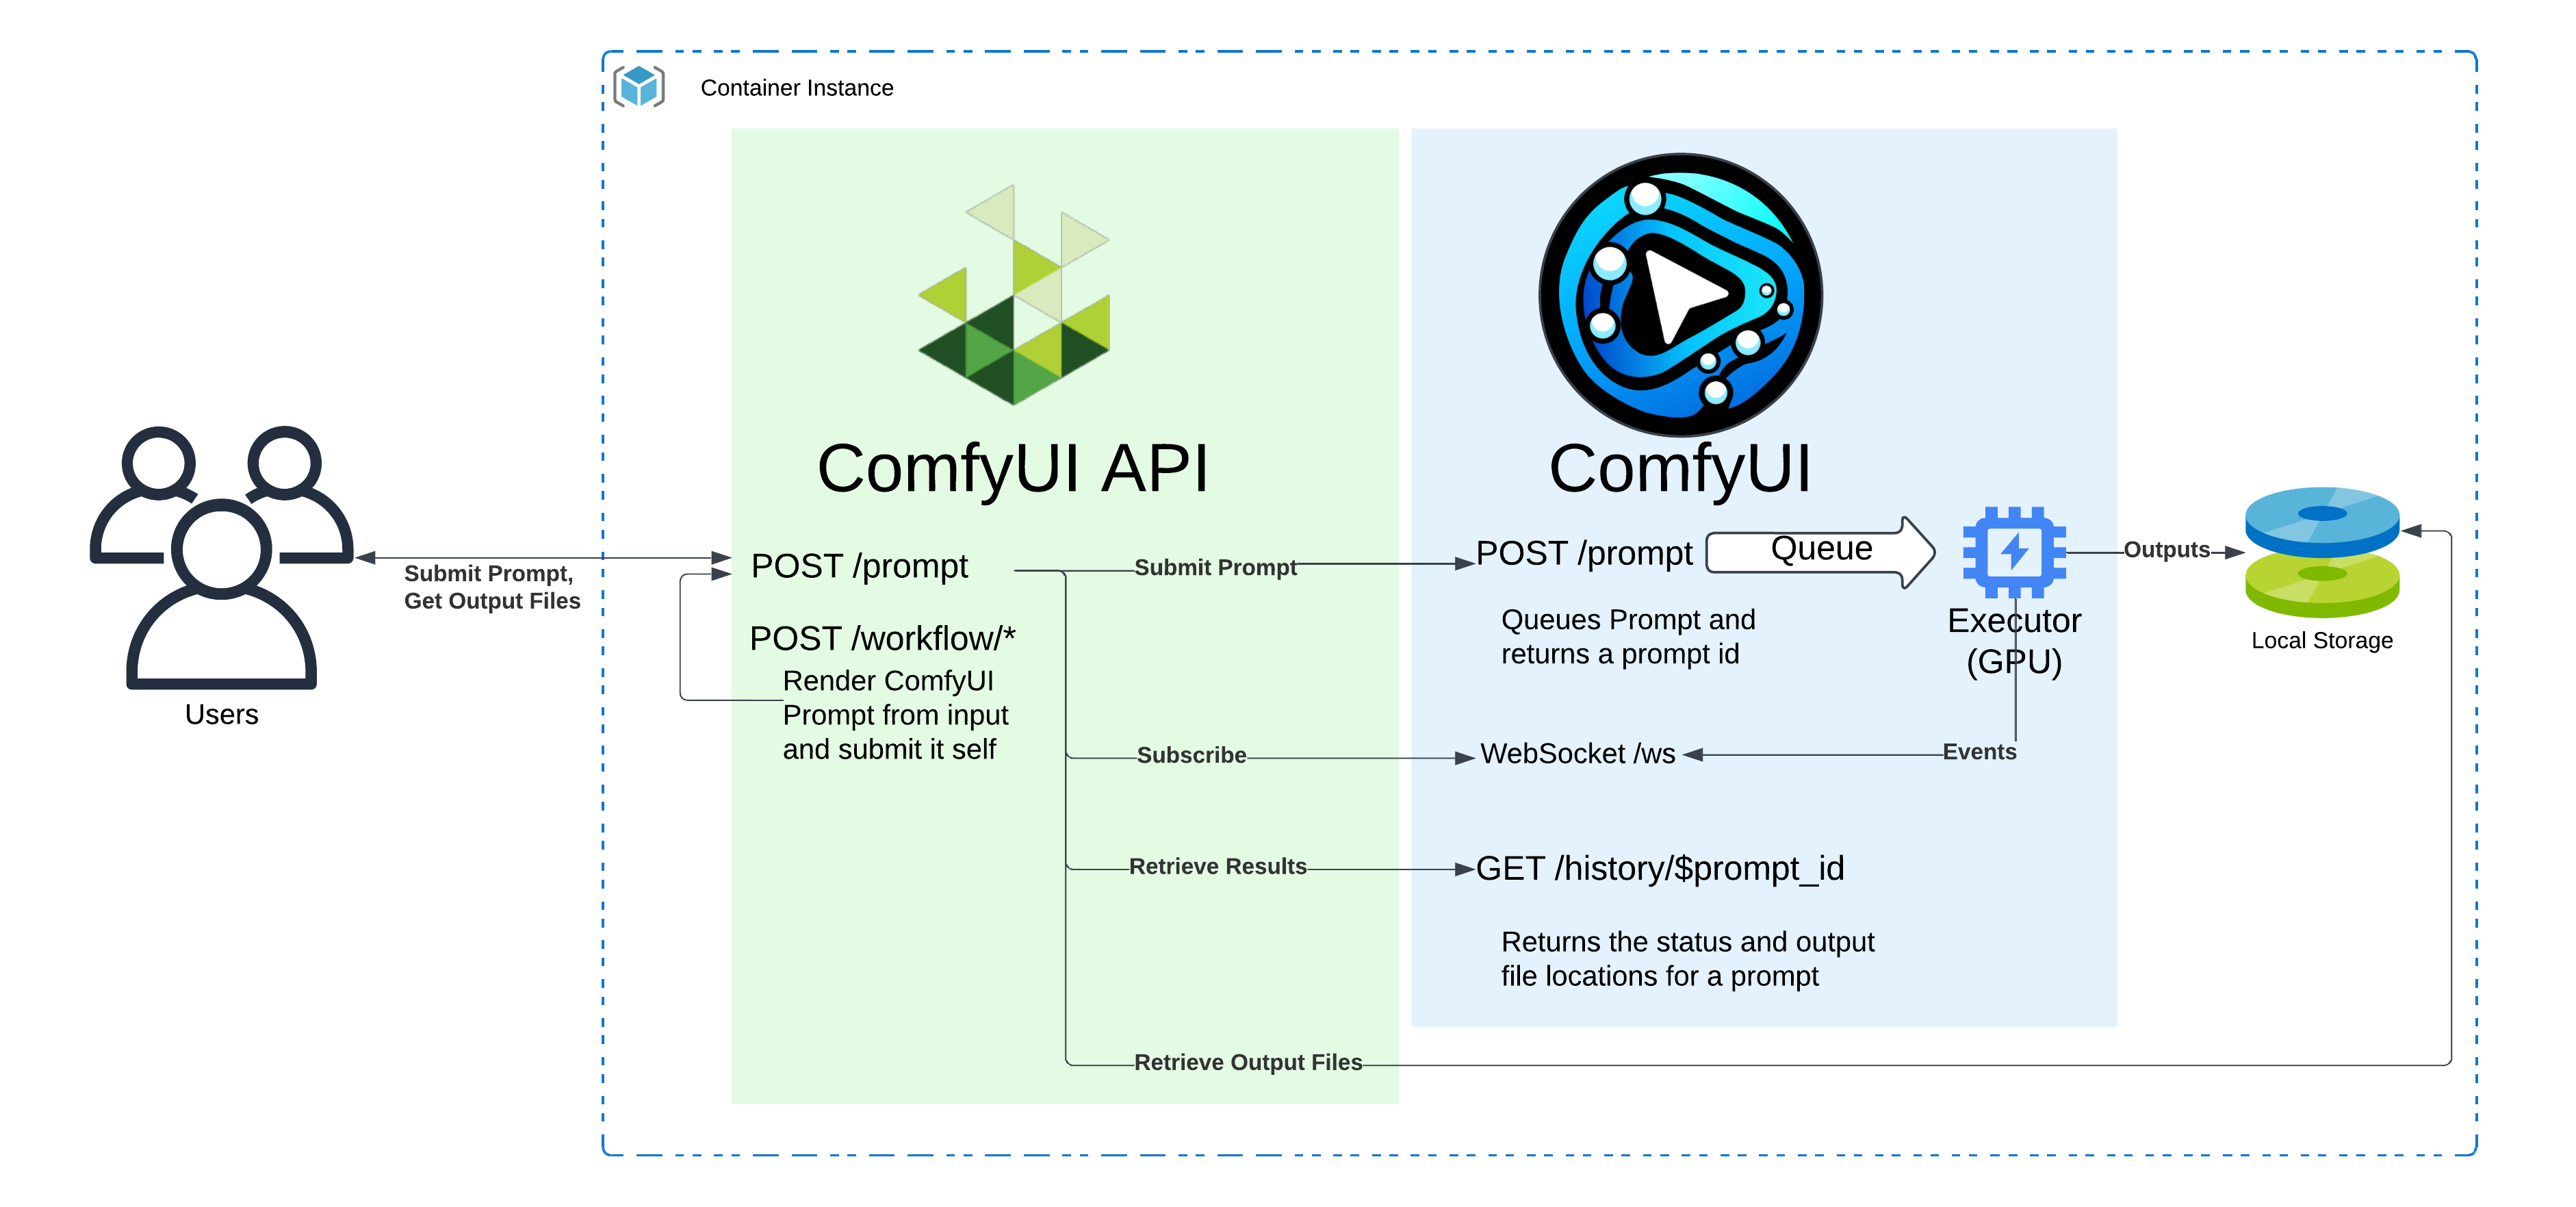 Container Instance
ComfyUI API
ComfyUI
Users
Submit Prompt,
Get Output Files
POST /prompt
POST /workflow/*
Render ComfyUI
Prompt from input
and submit it self
Submit Prompt
Subscribe
Retrieve Results
Retrieve Output Files
POST /prompt
Queue
Queues Prompt and
returns a prompt id
Executor
(GPU)
WebSocket /ws
Events
GET /history/$prompt_id
Returns the status and output
file locations for a prompt
Outputs
Local Storage